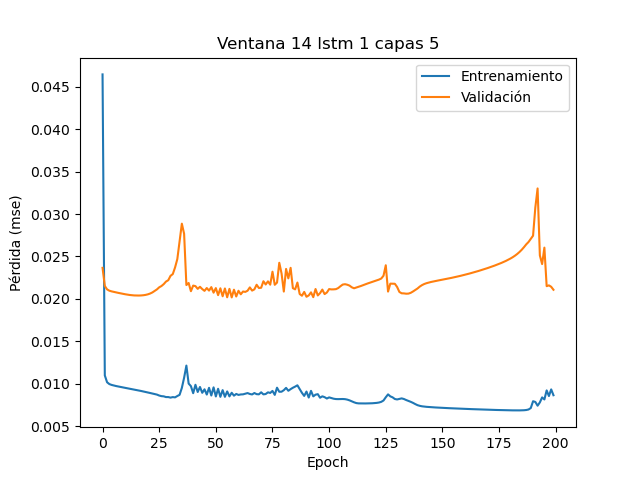 Ventana 14 lstm 1 capas 5
Entrenamiento
Validación
Pérdida (mse)
0.045
0.040
0.035
0.030
0.025
0.020
0.015
0.010
0.005
0 25 50 75 100 125 150 175 200
Epoch